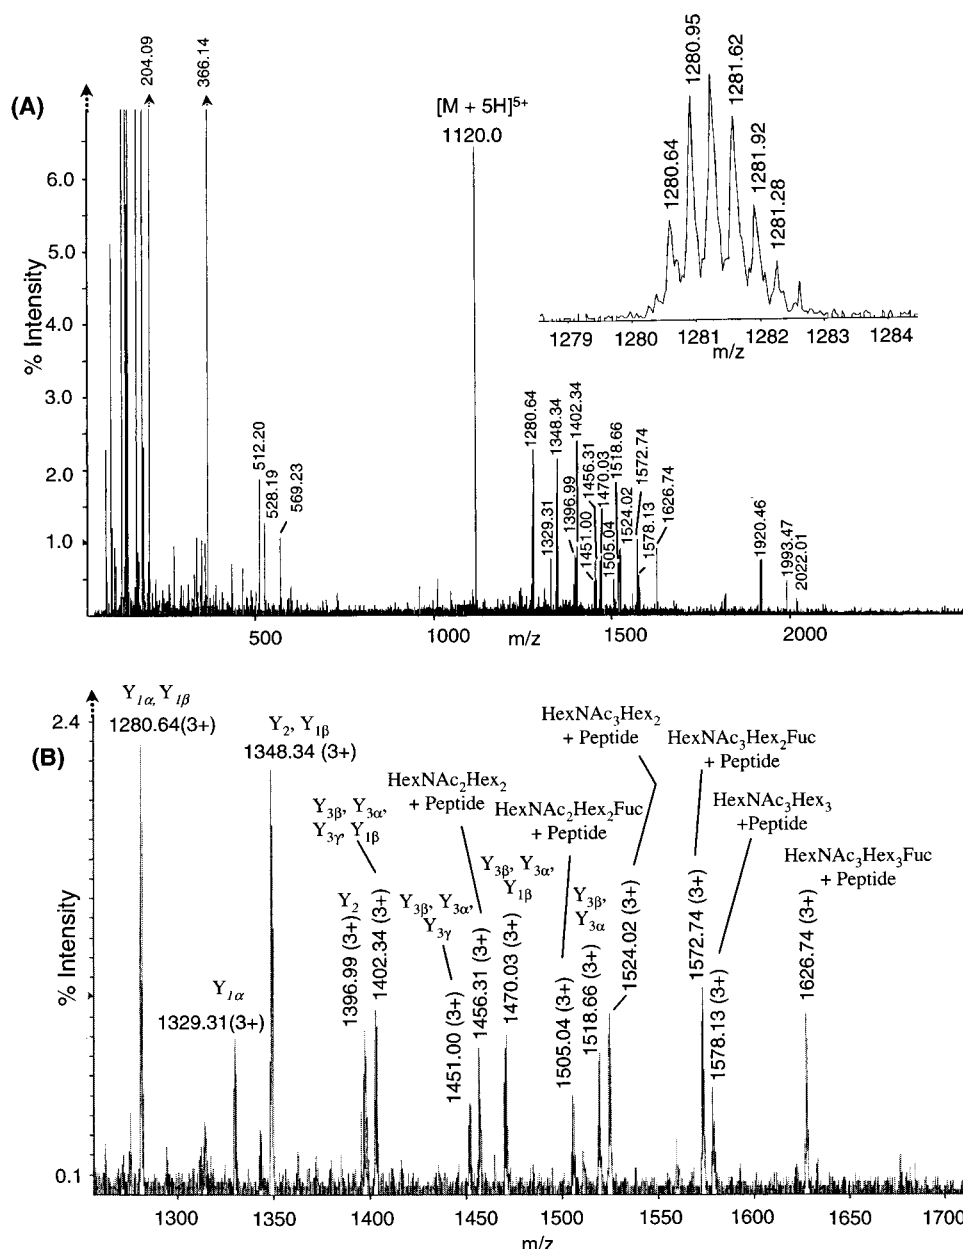 (A)
% Intensity
6.0
5.0
4.0
3.0
2.0
1.0
204.09
366.14
[M + 5H]5+
1120.0
512.20
528.19
569.23
1280.64
1329.31
1348.34
1396.99
1402.34
1451.00
1456.31
1470.03
1505.04
1518.66
1524.02
1572.74
1578.13
1626.74
1920.46
1993.47
2022.01
500
1000
1500
2000
m/z
1280.64
1280.95
1281.62
1281.92
1281.28
1279
1280
1281
1282
1283
1284
m/z
(B)
% Intensity
2.4
0.1
Y1α, Y1β
1280.64(3+)
Y1α
1329.31(3+)
Y2, Y1β
1348.34 (3+)
Y2
1396.99 (3+)
Y3β, Y3α,
Y3γ, Y1β
1402.34 (3+)
Y3β, Y3α,
Y3γ
1451.00 (3+)
HexNAc2Hex2
+ Peptide
1456.31 (3+)
Y3β, Y3α,
Y1β
1470.03 (3+)
HexNAc2Hex2Fuc
+ Peptide
1505.04 (3+)
Y3β,
Y3α
1518.66 (3+)
HexNAc3Hex2
+ Peptide
1524.02 (3+)
HexNAc3Hex2Fuc
+ Peptide
1572.74 (3+)
HexNAc3Hex3
+Peptide
1578.13 (3+)
HexNAc3Hex3Fuc
+ Peptide
1626.74 (3+)
1300
1350
1400
1450
1500
1550
1600
1650
1700
m/z